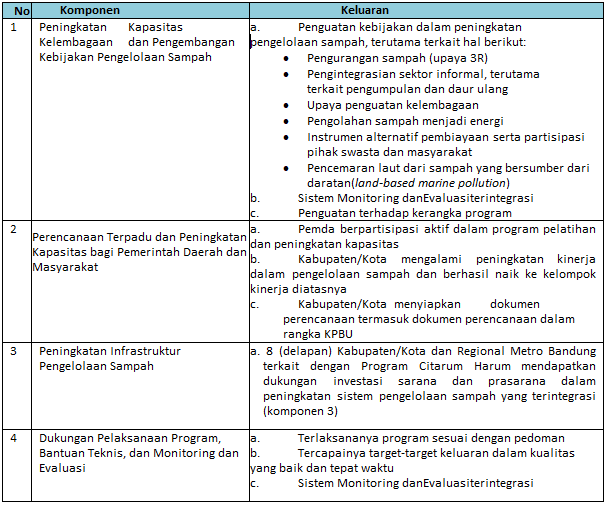 No Komponen Keluaran
1 Peningkatan Kapasitas
Kelembagaan dan Pengembangan
Kebijakan Pengelolaan Sampah
a. Penguatan kebijakan dalam peningkatan
pengelolaan sampah, terutama terkait hal berikut:
• Pengurangan sampah (upaya 3R)
• Pengintegrasian sektor informal, terutama
terkait pengumpulan dan daur ulang
• Upaya penguatan kelembagaan
• Pengolahan sampah menjadi energi
• Instrumen alternatif pembiayaan serta partisipasi
pihak swasta dan masyarakat
• Pencemaran laut dari sampah yang bersumber dari
daratan(land-based marine pollution)
b. Sistem Monitoring danEvaluasiterintegrasi
c. Penguatan terhadap kerangka program
2 Perencanaan Terpadu dan Peningkatan
Kapasitas bagi Pemerintah Daerah dan
Masyarakat
a. Pemda berpartisipasi aktif dalam program pelatihan
dan peningkatan kapasitas
b. Kabupaten/Kota mengalami peningkatan kinerja
dalam pengelolaan sampah dan berhasil naik ke kelompok
kinerja diatasnya
c. Kabupaten/Kota menyiapkan dokumen
perencanaan termasuk dokumen perencanaan dalam
rangka KPBU
3 Peningkatan Infrastruktur
Pengelolaan Sampah
a. 8 (delapan) Kabupaten/Kota dan Regional Metro Bandung
terkait dengan Program Citarum Harum mendapatkan
dukungan investasi sarana dan prasarana dalam
peningkatan sistem pengelolaan sampah yang terintegrasi
(komponen 3)
4 Dukungan Pelaksanaan Program,
Bantuan Teknis, dan Monitoring dan
Evaluasi
a. Terlaksananya program sesuai dengan pedoman
b. Tercapainya target-target keluaran dalam kualitas
yang baik dan tepat waktu
c. Sistem Monitoring danEvaluasiterintegrasi